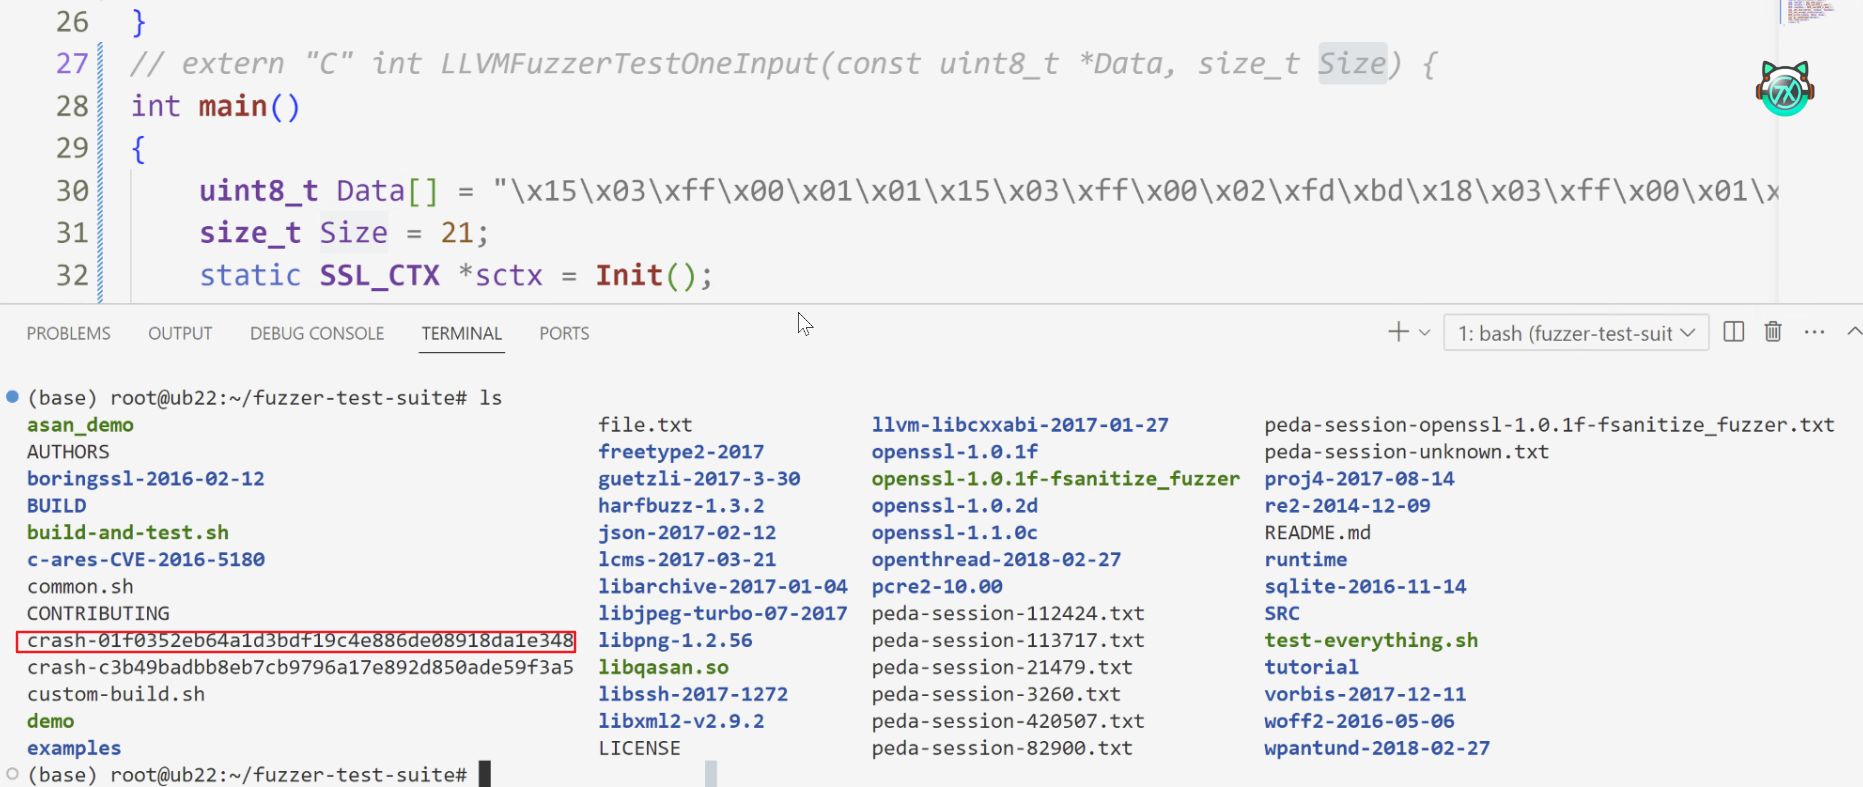 26 }
27 // extern "C" int LLVMFuzzerTestOneInput(const uint8_t *Data, size_t Size) {
28 int main()
29 {
30 uint8_t Data[] = "\x15\x03\xff\x00\x01\x01\x15\x03\xff\x00\x02\xfd\xbd\x18\x03\xff\x00\x01\x
31 size_t Size = 21;
32 static SSL_CTX *sctx = Init();
PROBLEMS OUTPUT DEBUG CONSOLE TERMINAL PORTS 1: bash (fuzzer-test-suit
(base) root@ub22:~/fuzzer-test-suite# ls
asan_demo file.txt llvm-libcxxabi-2017-01-27 peda-session-openssl-1.0.1f-fsanitize_fuzzer.txt
AUTHORS freetype2-2017 openssl-1.0.1f peda-session-unknown.txt
boringssl-2016-02-12 guetzli-2017-3-30 openssl-1.0.1f-fsanitize_fuzzer proj4-2017-08-14
BUILD harfbuzz-1.3.2 openssl-1.0.2d re2-2014-12-09
build-and-test.sh json-2017-02-12 openssl-1.1.0c README.md
c-ares-CVE-2016-5180 lcms-2017-03-21 openthread-2018-02-27 runtime
common.sh libarchive-2017-01-04 pcre2-10.00 sqlite-2016-11-14
CONTRIBUTING libjpeg-turbo-07-2017 peda-session-112424.txt SRC
crash-01f0352eb64a1d3bdf19c4e886de08918da1e348 libpng-1.2.56 peda-session-113717.txt test-everything.sh
crash-c3b49badbb8eb7cb9796a17e892d850ade59f3a5 libqasan.so peda-session-21479.txt tutorial
custom-build.sh libssh-2017-1272 peda-session-3260.txt vorbis-2017-12-11
demo libxml2-v2.9.2 peda-session-420507.txt woff2-2016-05-06
examples LICENSE peda-session-82900.txt wpantund-2018-02-27
(base) root@ub22:~/fuzzer-test-suite#